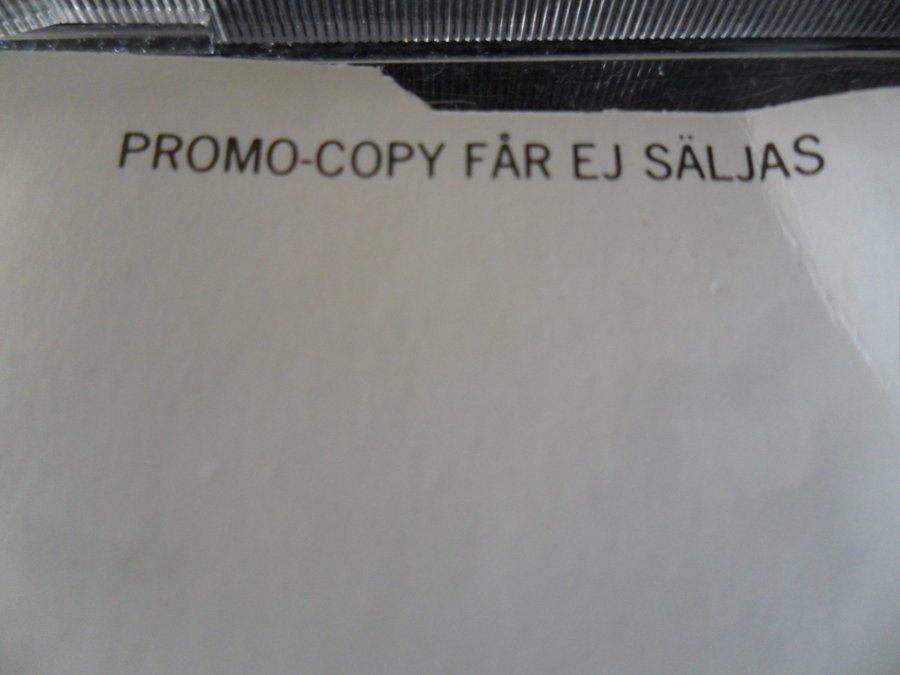 PROMO-COPY FÅR EJ SÄLJAS